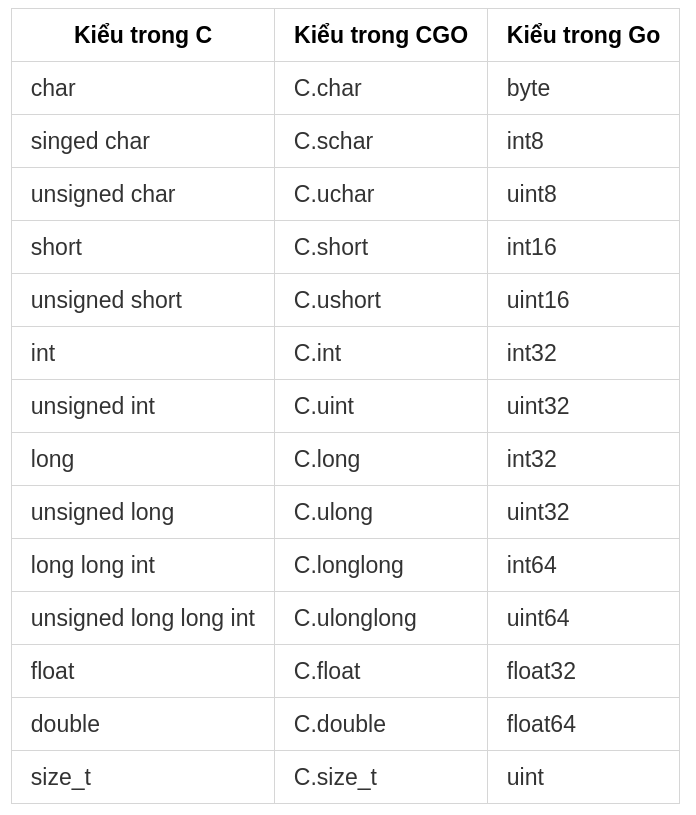 Kiểu trong C Kiểu trong CGO Kiểu trong Go
char C.char byte
singed char C.schar int8
unsigned char C.uchar uint8
short C.short int16
unsigned short C.ushort uint16
int C.int int32
unsigned int C.uint uint32
long C.long int32
unsigned long C.ulong uint32
long long int C.longlong int64
unsigned long long int C.ulonglong uint64
float C.float float32
double C.double float64
size_t C.size_t uint